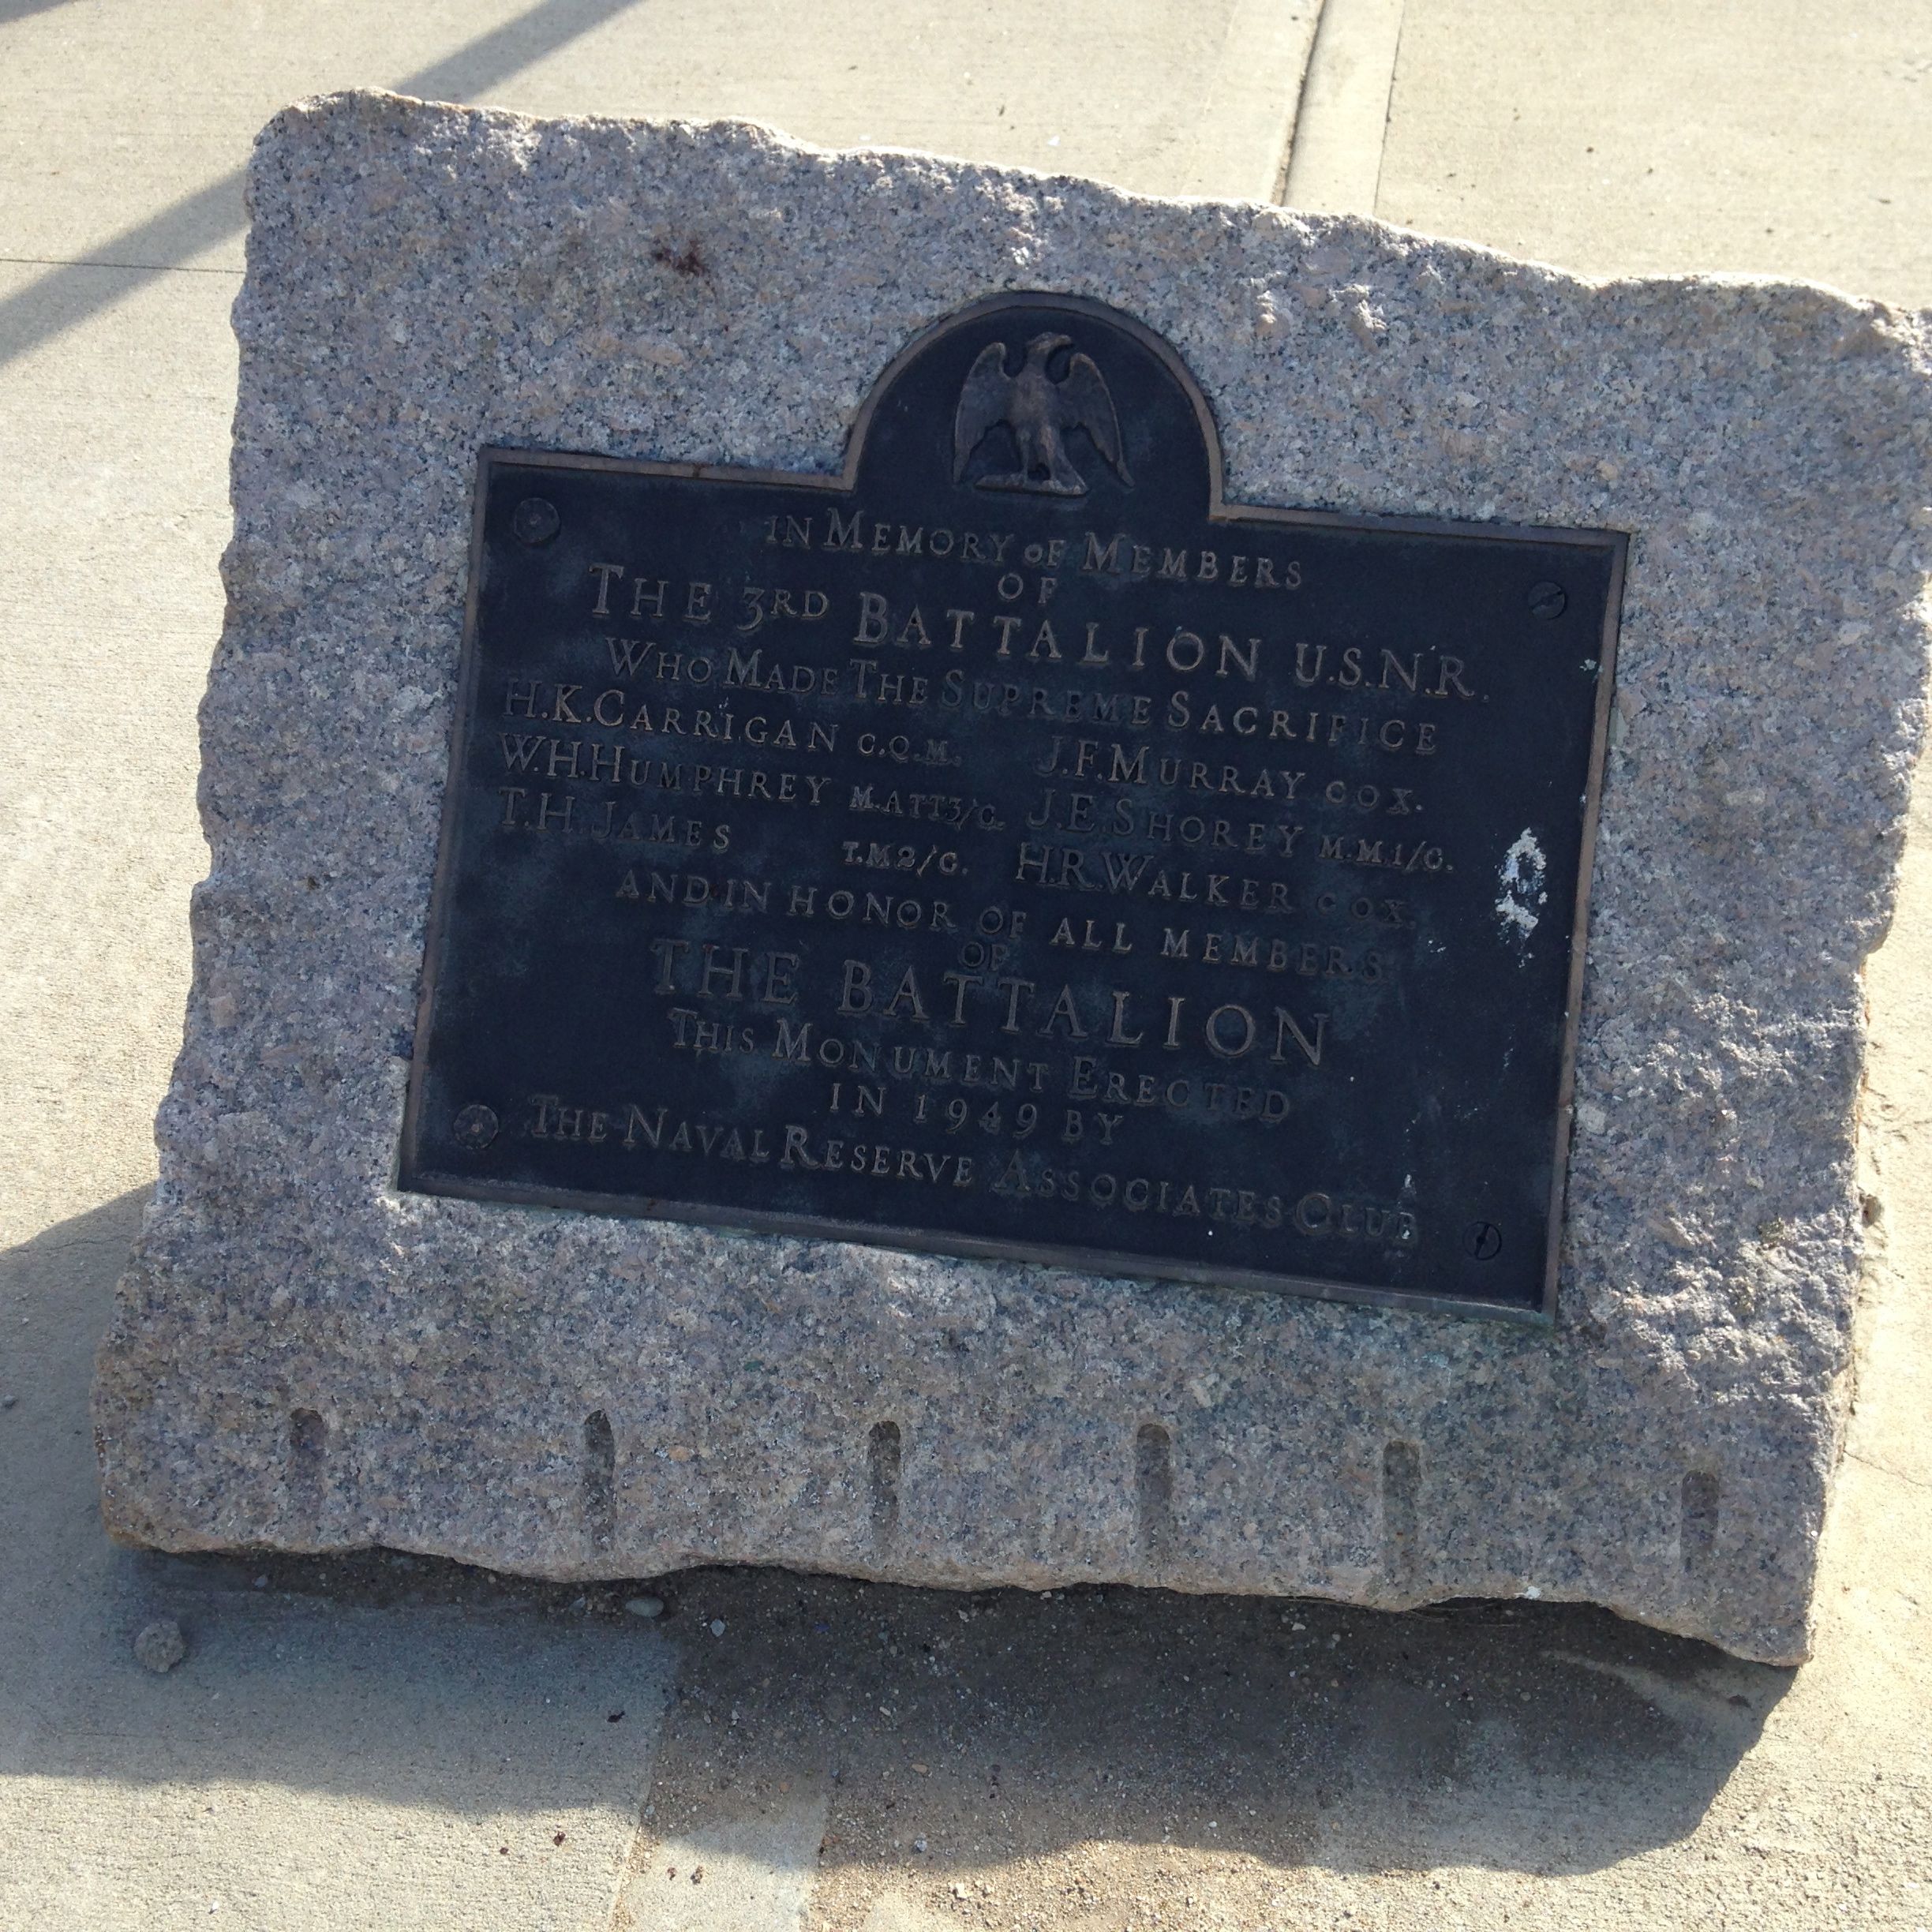 IN MEMORY OF MEMBERS
OF
THE 3RD BATTALION U.S.N.R.
WHO MADE THE SUPREME SACRIFICE
H.K. CARRIGAN C.Q.M. J.F. MURRAY COX.
W.H. HUMPHREY M.ATT3/C. J.E. SHOREY M.M.1/C.
T.H. JAMES T.M.2/C. H.R. WALKER COX.
AND IN HONOR OF ALL MEMBERS
OF
THE BATTALION
THIS MONUMENT ERECTED
IN 1949 BY
THE NAVAL RESERVE ASSOCIATES CLUB